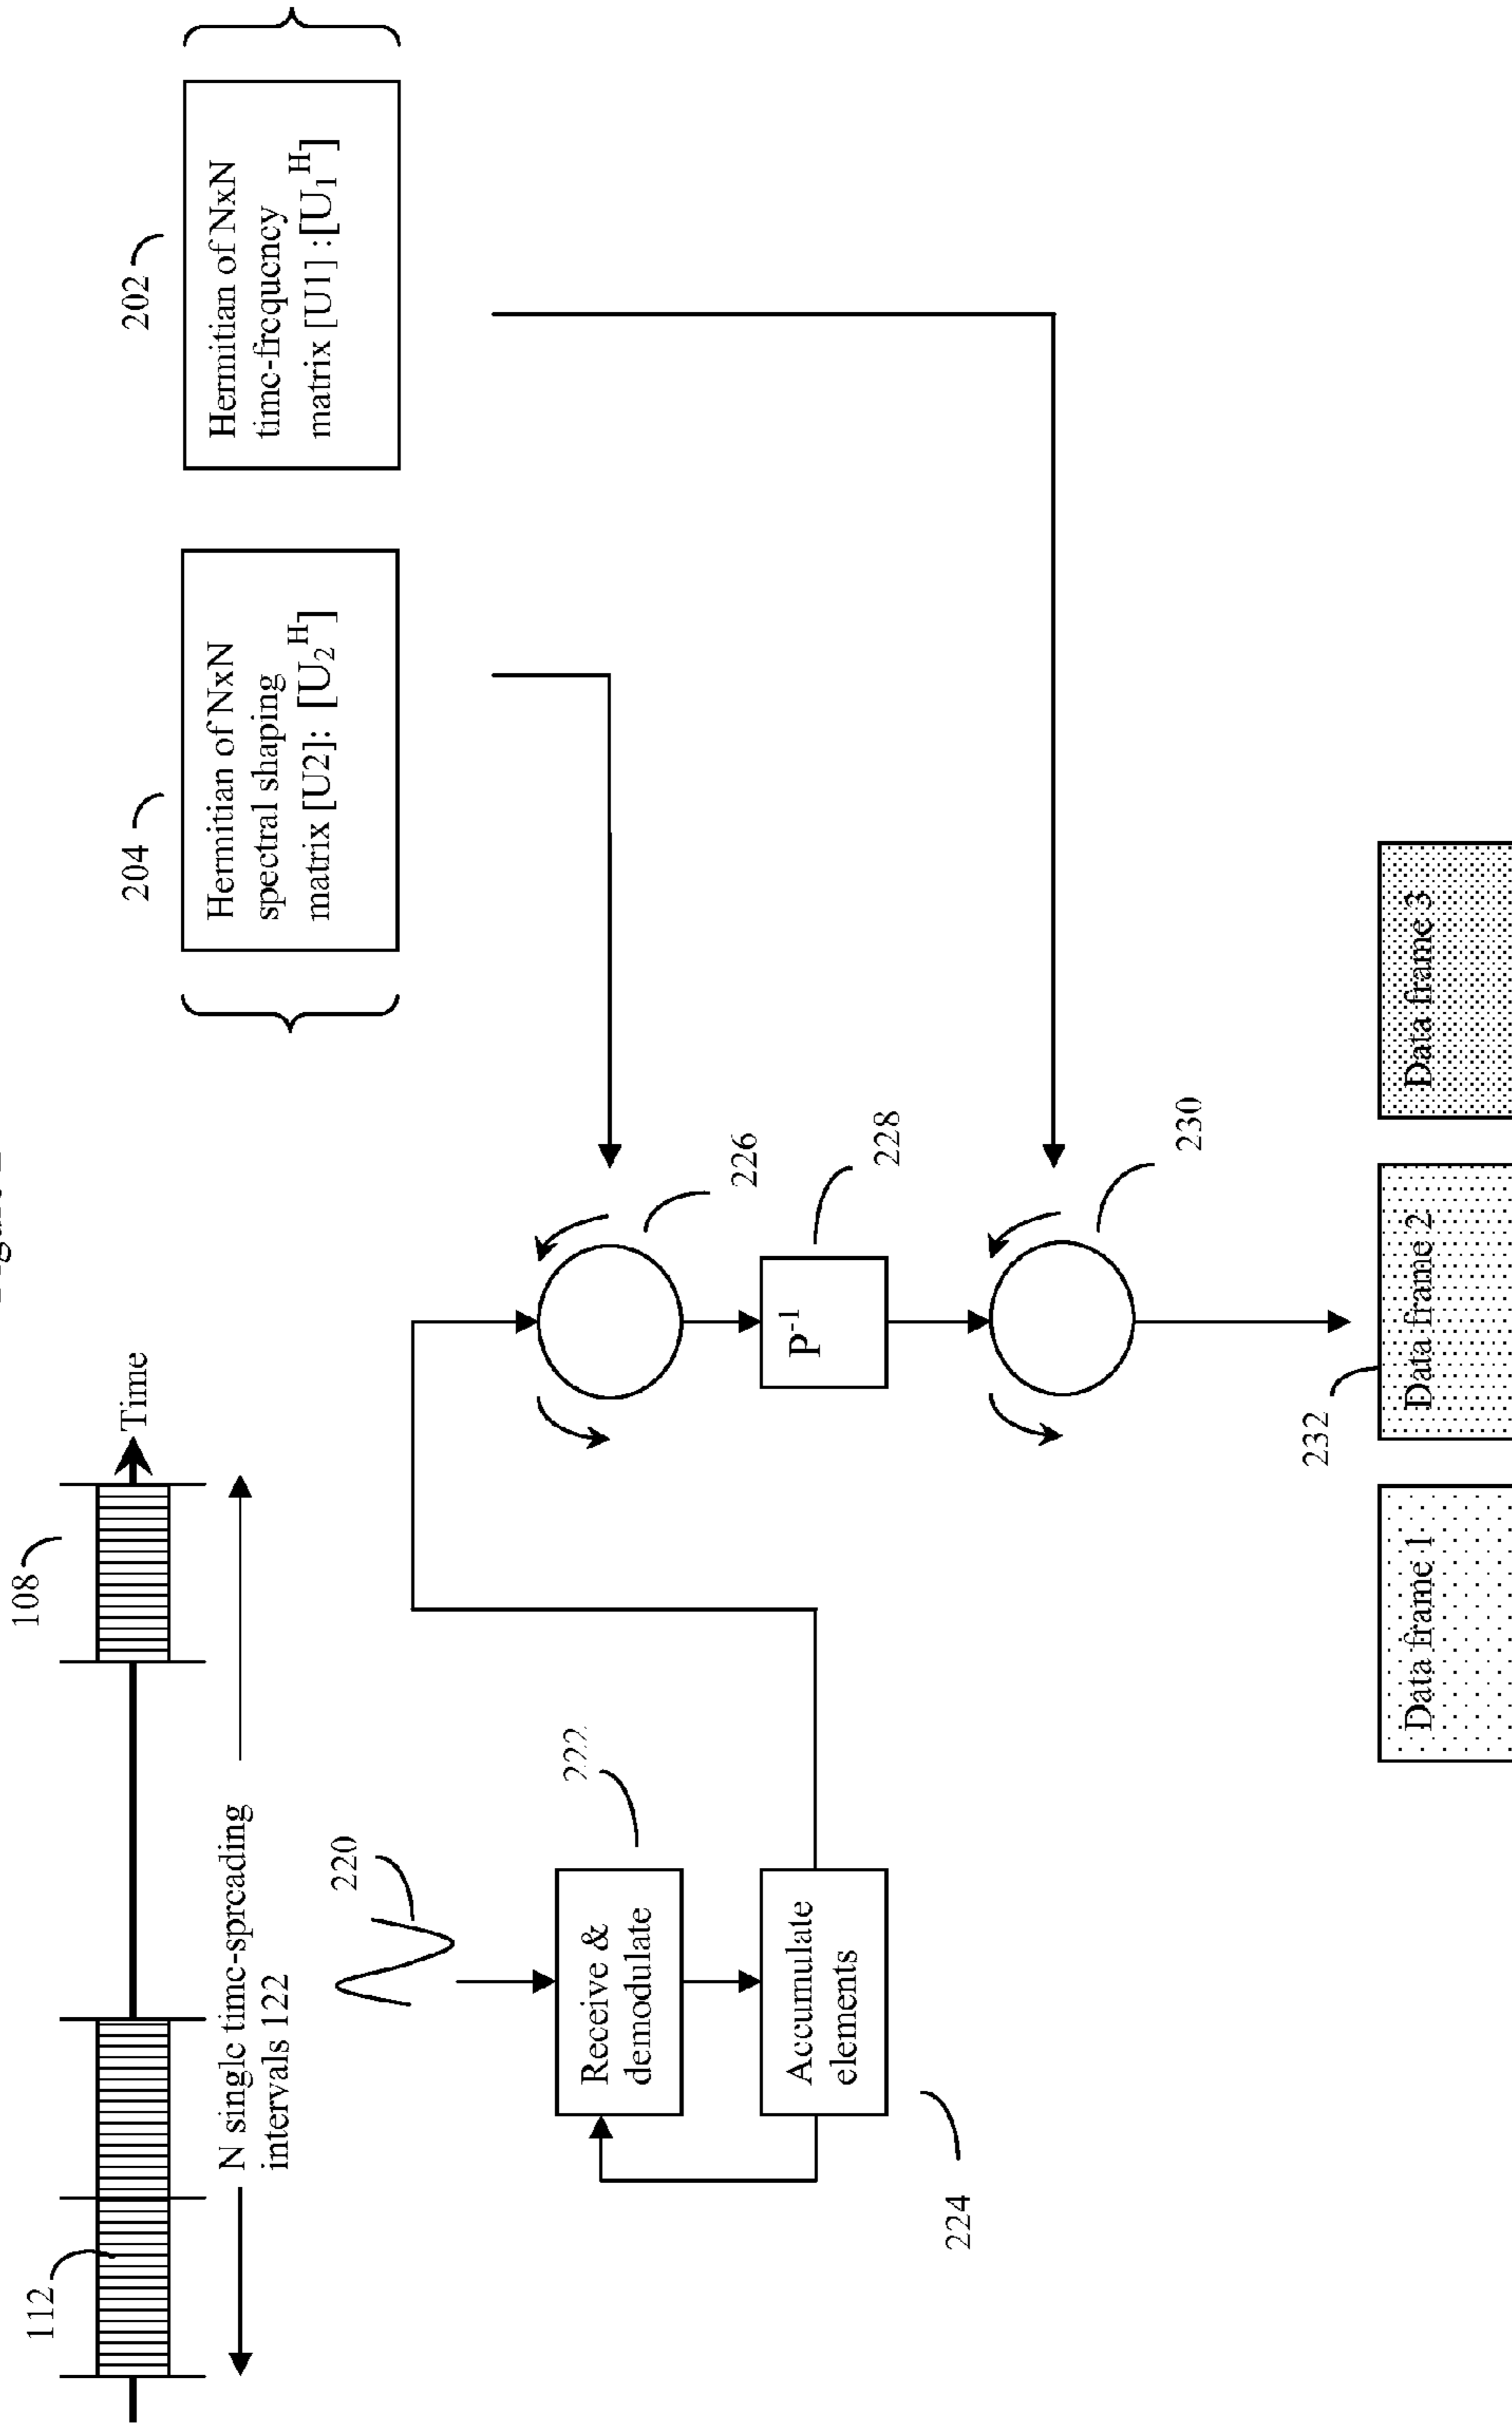 108
Time
112
N single time-spreading
intervals 122
204
Hermitian of NxN
spectral shaping
matrix [U2]: [U₂ᴴ]
202
Hermitian of NxN
time-frequency
matrix [U1] :[U₁ᴴ]
220
222
Receive &
demodulate
224
Accumulate
elements
226
P⁻¹
228
230
232
Data frame 1
Data frame 2
Data frame 3